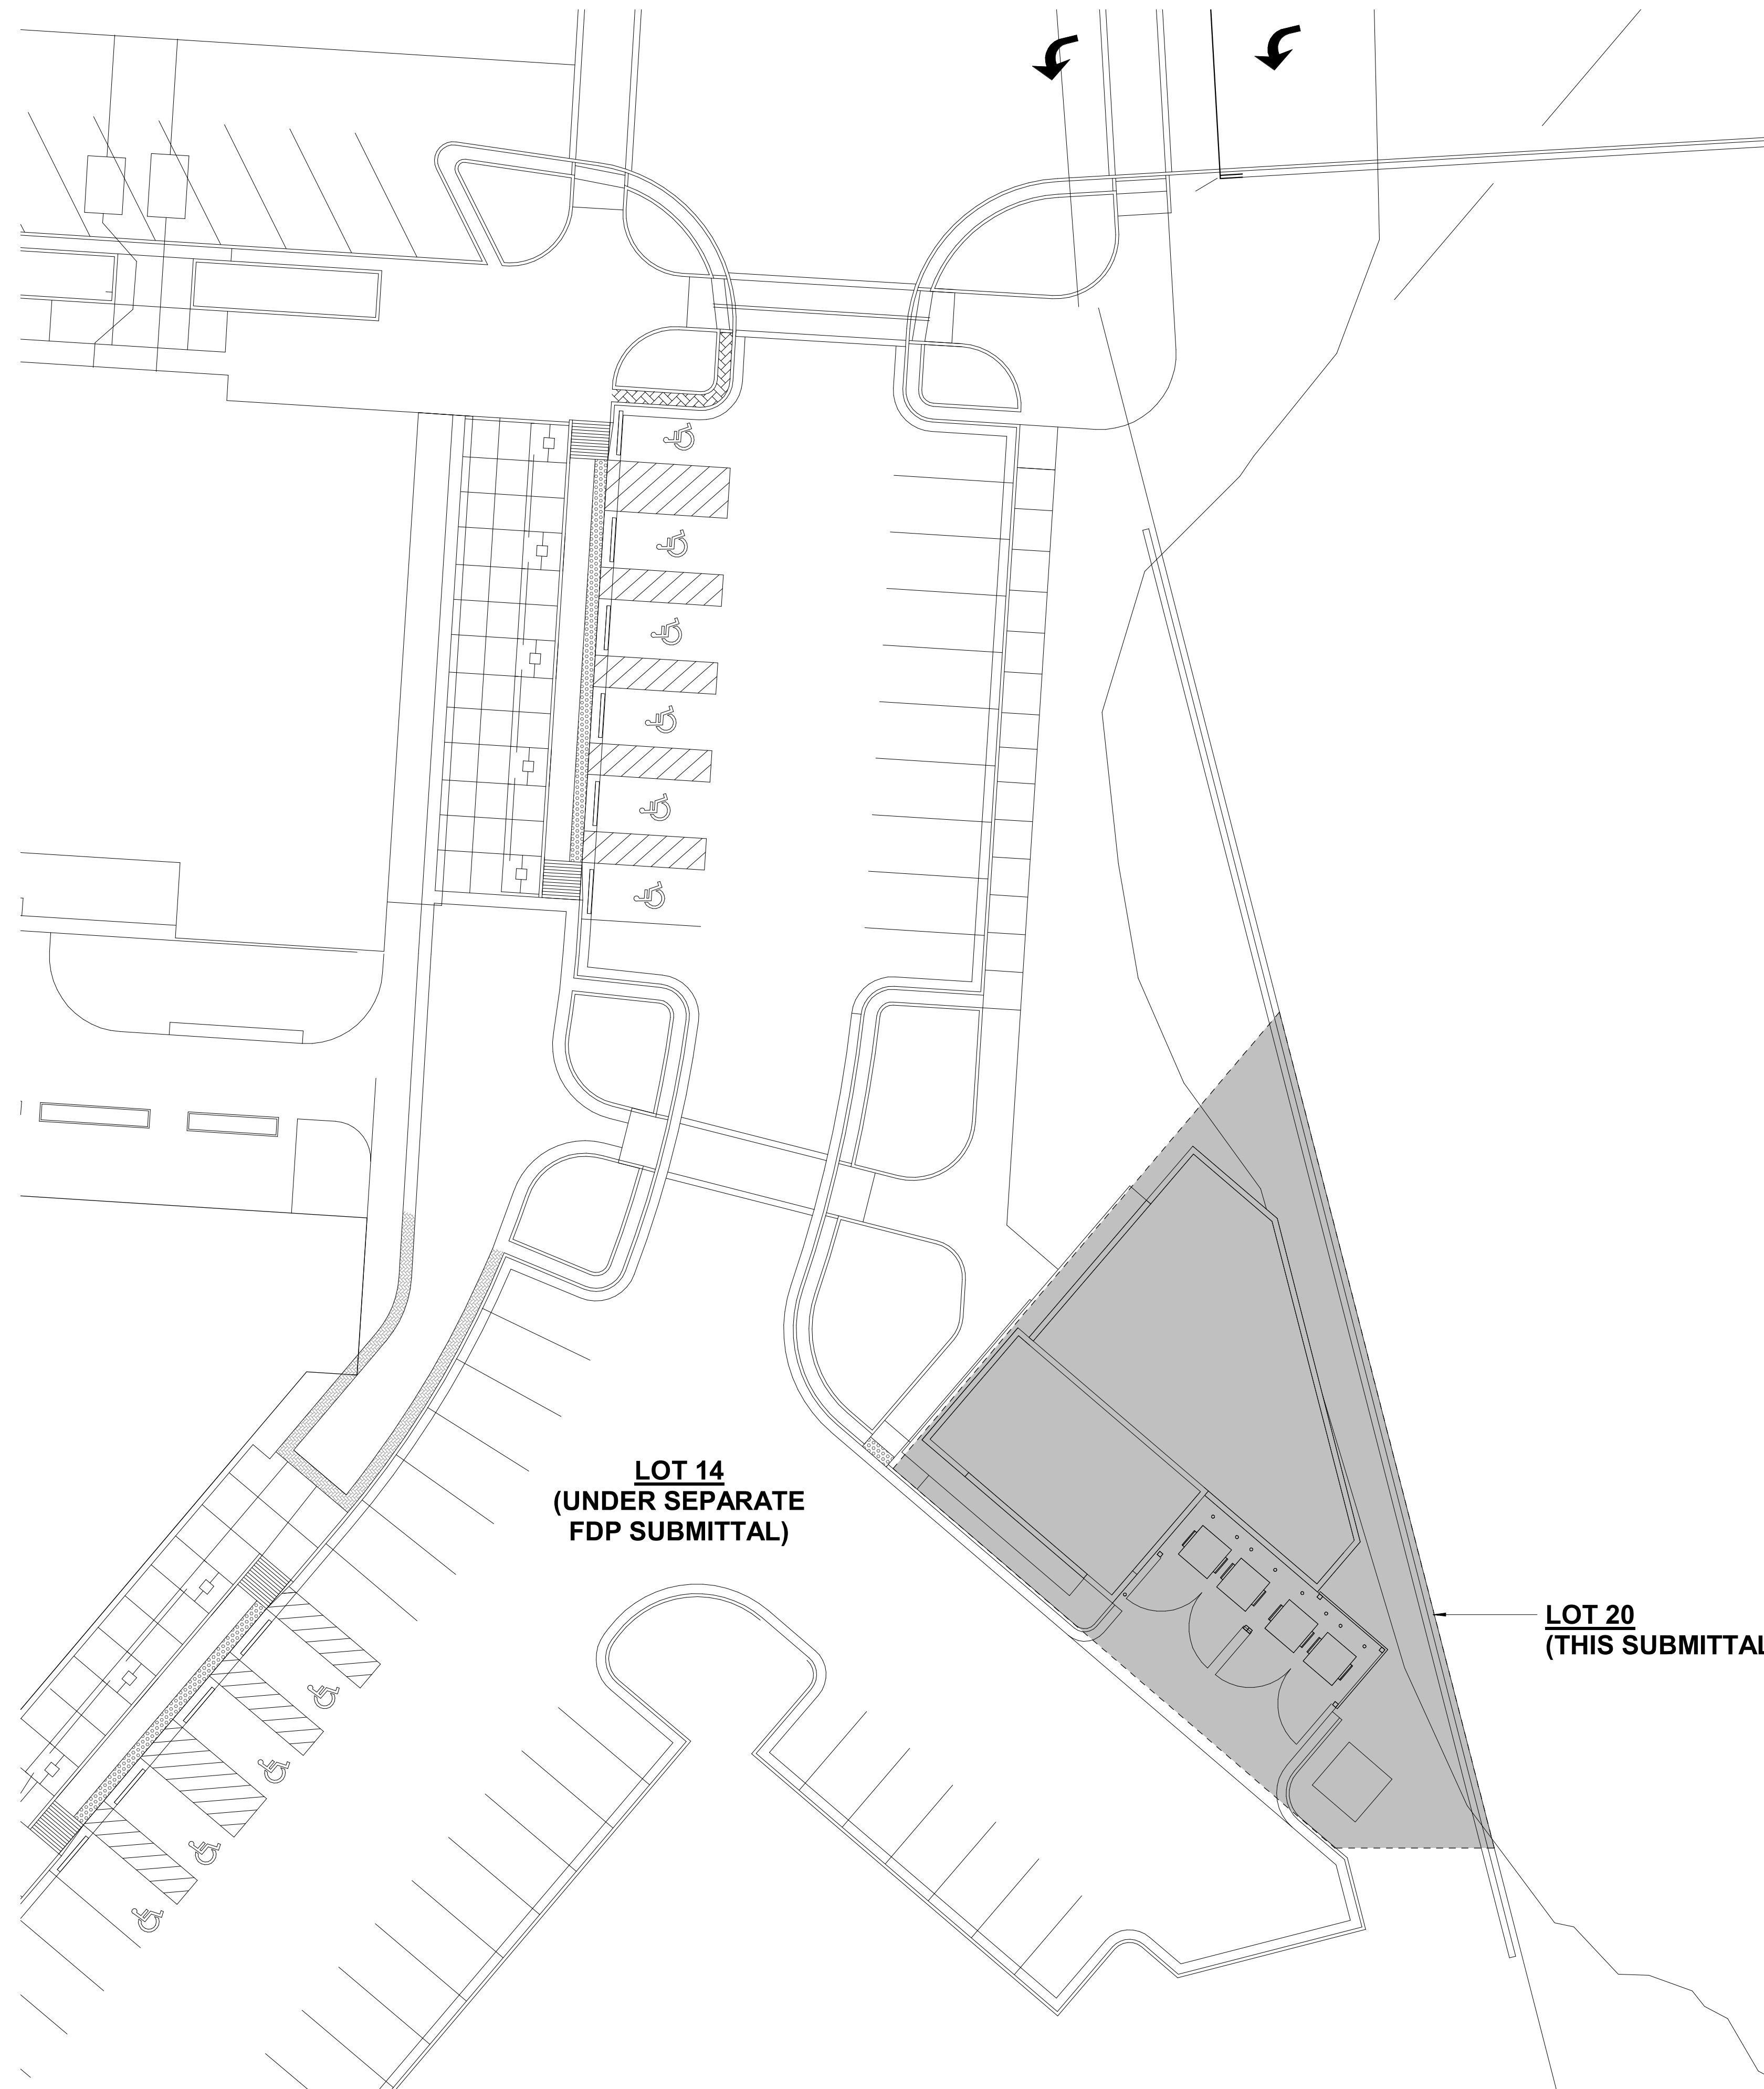 LOT 14
(UNDER SEPARATE
FDP SUBMITTAL)
LOT 20
(THIS SUBMITTAL